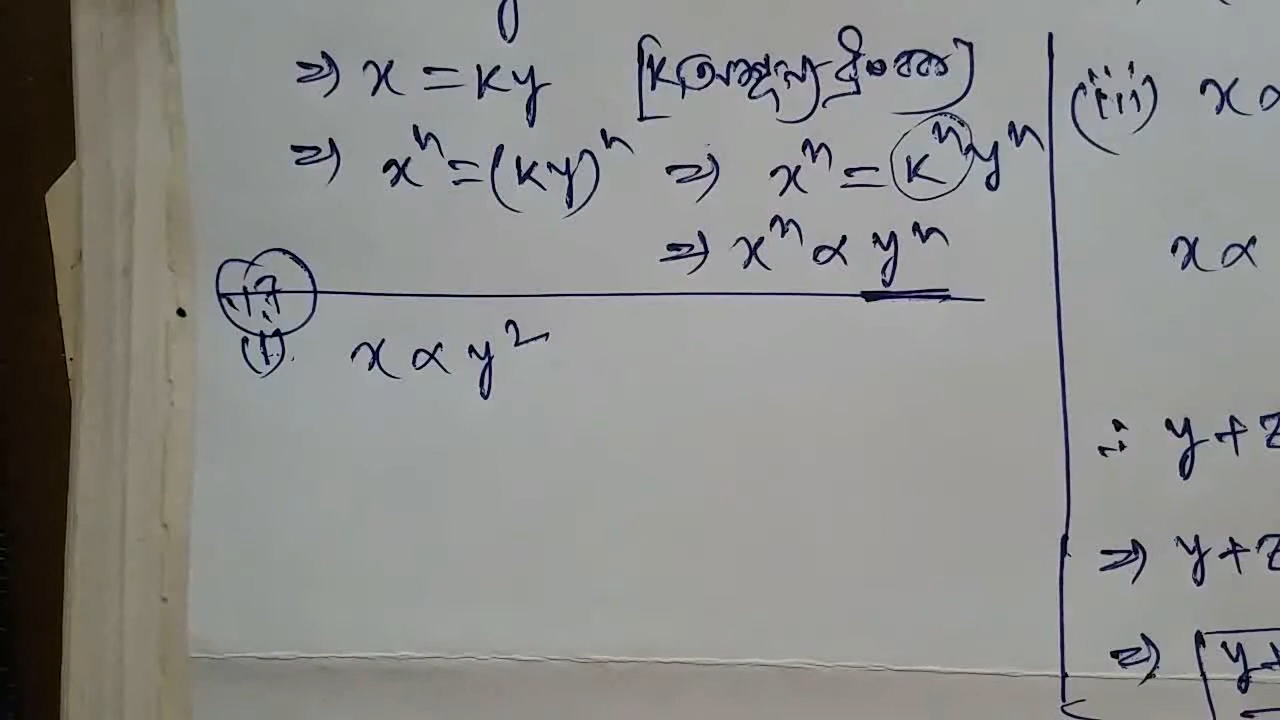 ⇒ x = Ky [K অশূন্য ধ্রুবক]
⇒ xⁿ = (Ky)ⁿ ⇒ xⁿ = Kⁿyⁿ
⇒ xⁿ ∝ yⁿ
(i). x ∝ y²
(iii) x ∝
x ∝
∴ y + z
⇒ y + z
⇒ y +